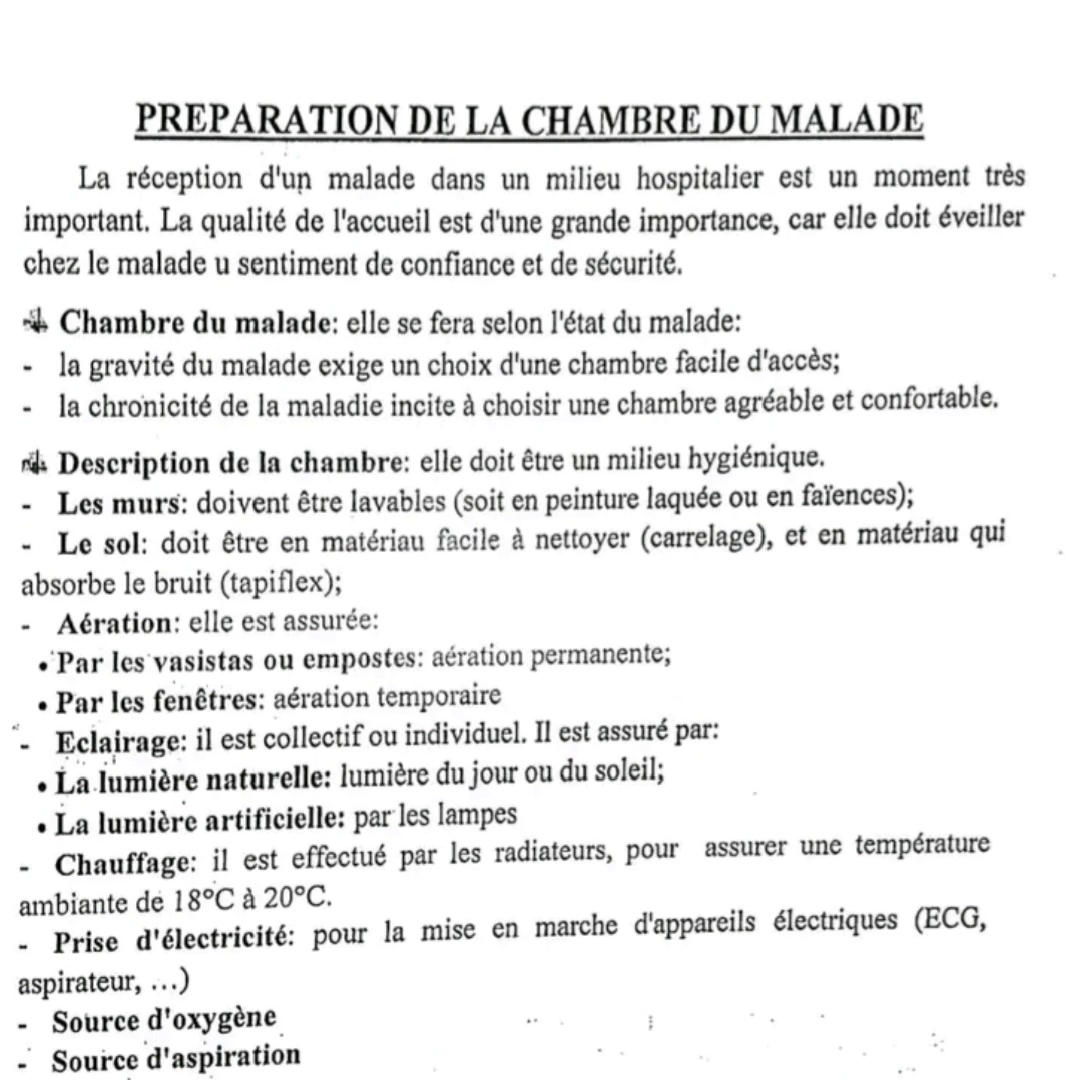 PREPARATION DE LA CHAMBRE DU MALADE
La réception d'un malade dans un milieu hospitalier est un moment très
important. La qualité de l'accueil est d'une grande importance, car elle doit éveiller
chez le malade u sentiment de confiance et de sécurité.
Chambre du malade: elle se fera selon l'état du malade:
- la gravité du malade exige un choix d'une chambre facile d'accès;
- la chronicité de la maladie incite à choisir une chambre agréable et confortable.
Description de la chambre: elle doit être un milieu hygiénique.
- Les murs: doivent être lavables (soit en peinture laquée ou en faïences);
- Le sol: doit être en matériau facile à nettoyer (carrelage), et en matériau qui
absorbe le bruit (tapiflex);
- Aération: elle est assurée:
• Par les vasistas ou empostes: aération permanente;
• Par les fenêtres: aération temporaire
- Eclairage: il est collectif ou individuel. Il est assuré par:
• La lumière naturelle: lumière du jour ou du soleil;
• La lumière artificielle: par les lampes
- Chauffage: il est effectué par les radiateurs, pour assurer une température
ambiante de 18°C à 20°C.
- Prise d'électricité: pour la mise en marche d'appareils électriques (ECG,
aspirateur, ...)
- Source d'oxygène
- Source d'aspiration